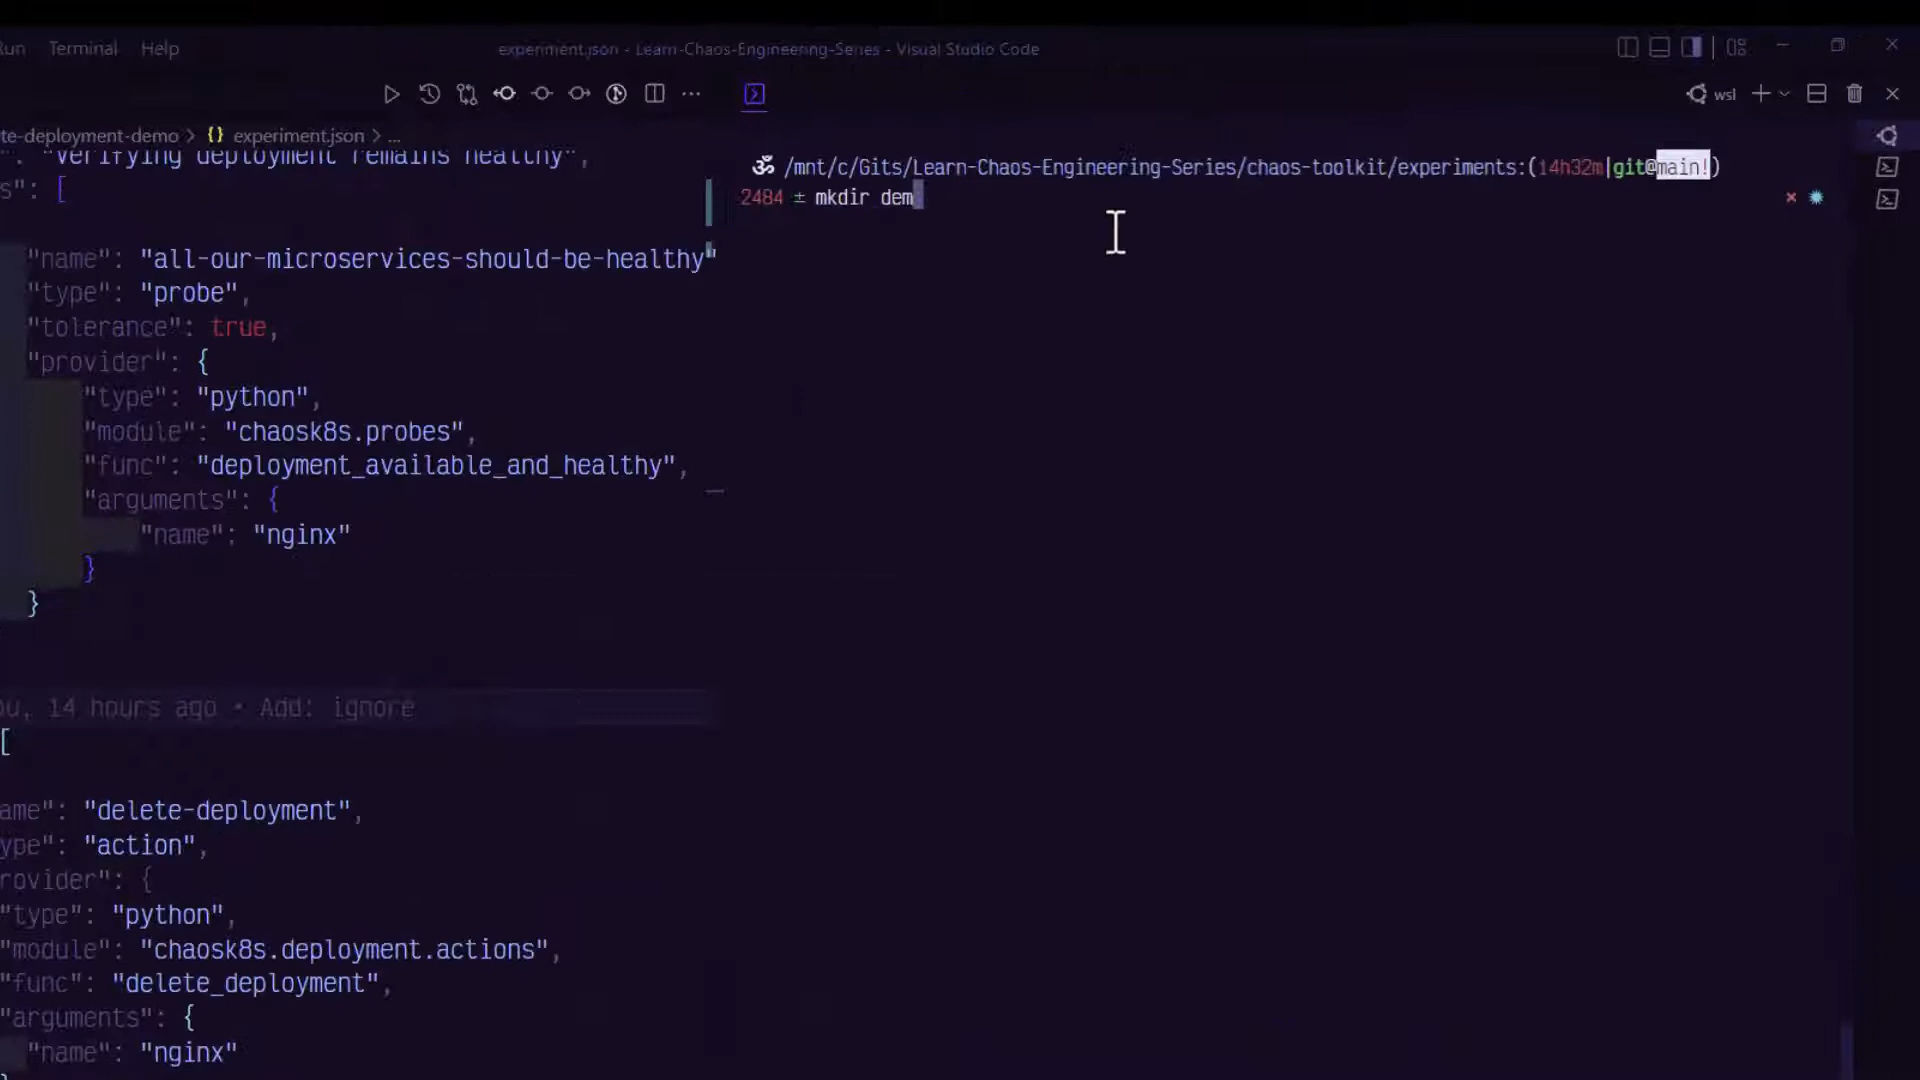 Run Terminal Help
experiment.json - Learn-Chaos-Engineering-Series - Visual Studio Code
wsl
te-deployment-demo > {} experiment.json > ...
": "Verifying deployment remains healthy",
s": [
"name": "all-our-microservices-should-be-healthy"
"type": "probe",
"tolerance": true,
"provider": {
"type": "python",
"module": "chaosk8s.probes",
"func": "deployment_available_and_healthy",
"arguments": {
"name": "nginx"
}
}
ou, 14 hours ago • Add: ignore
[
ame": "delete-deployment",
ype": "action",
rovider": {
"type": "python",
"module": "chaosk8s.deployment.actions",
"func": "delete_deployment",
"arguments": {
"name": "nginx"
ॐ /mnt/c/Gits/Learn-Chaos-Engineering-Series/chaos-toolkit/experiments:(14h32m|git@main!)
2484 ± mkdir dem